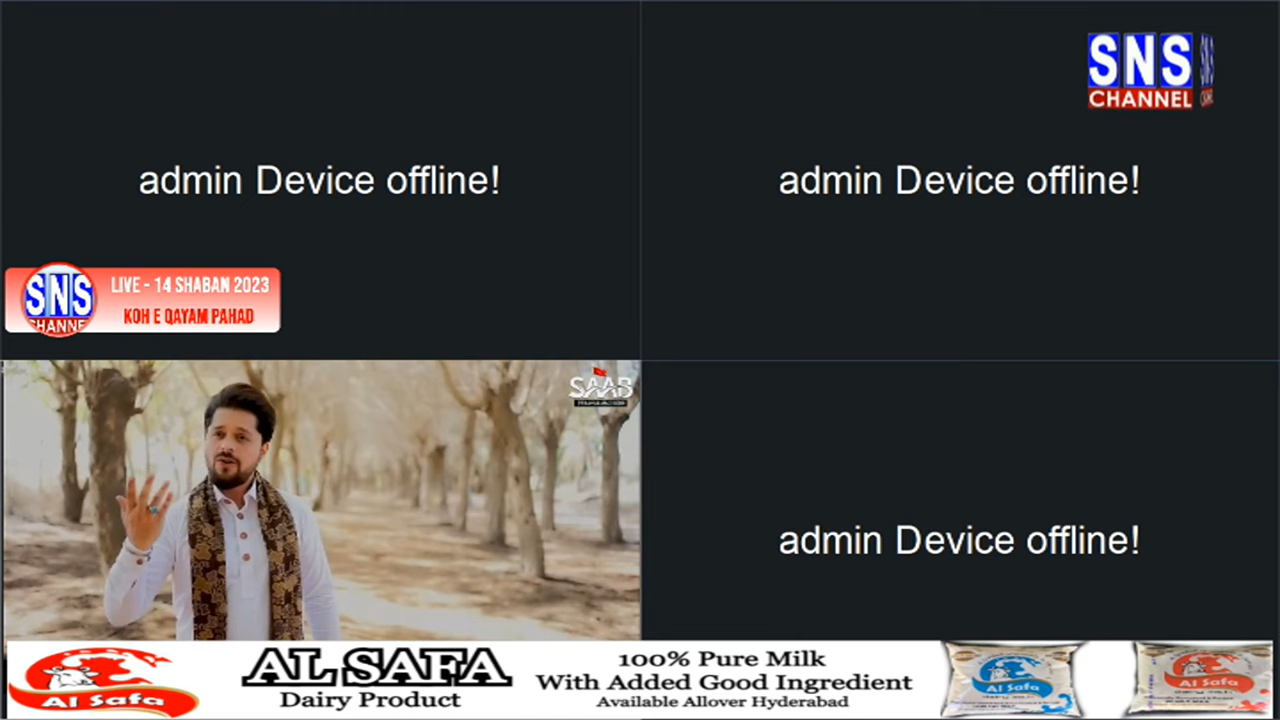 SNS SNS
CHANNEL
admin Device offline!
admin Device offline!
SNS
CHANNE
LIVE - 14 SHABAN 2023
KOH E QAYAM PAHAD
SAAB
admin Device offline!
Al Safa
AL SAFA
Dairy Product
100% Pure Milk
With Added Good Ingredient
Available Allover Hyderabad
Al Safa
Al Safa